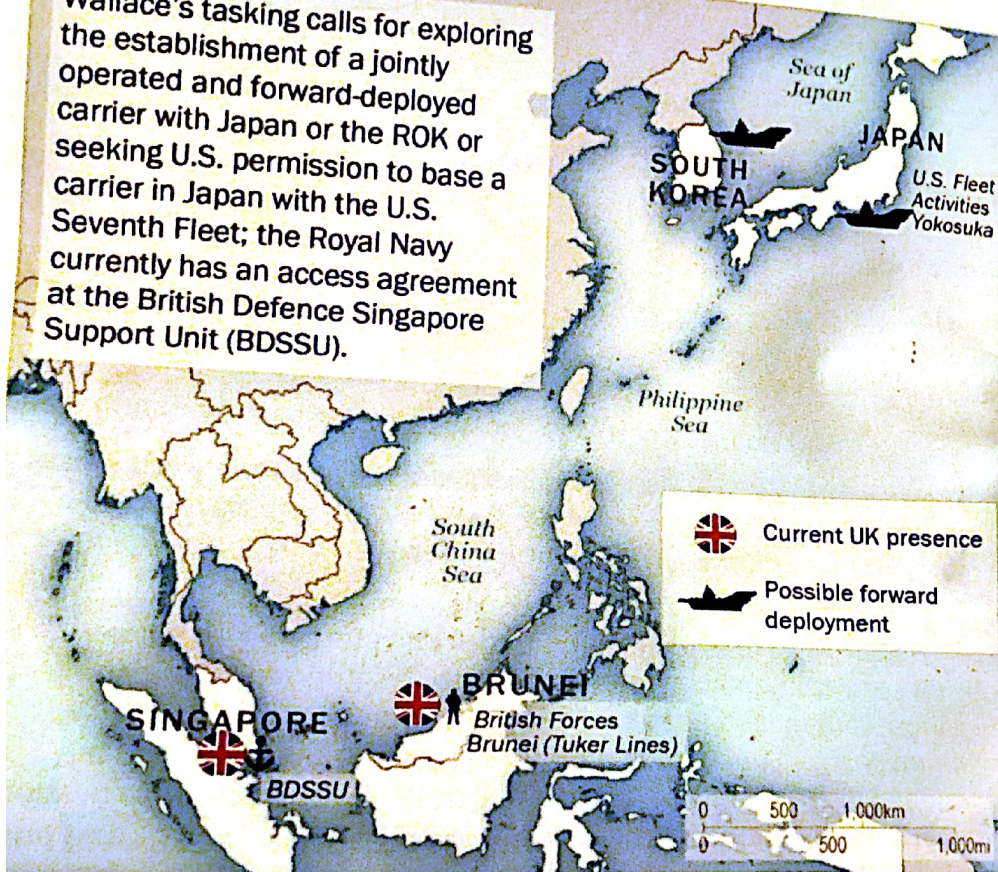 Wallace's tasking calls for exploring
the establishment of a jointly
operated and forward-deployed
carrier with Japan or the ROK or
seeking U.S. permission to base a
carrier in Japan with the U.S.
Seventh Fleet; the Royal Navy
currently has an access agreement
at the British Defence Singapore
Support Unit (BDSSU).
Sea of
Japan
JAPAN
SOUTH
KOREA
U.S. Fleet
Activities
Yokosuka
Philippine
Sea
South
China
Sea
Current UK presence
Possible forward
deployment
BRUNEI
British Forces
Brunei (Tuker Lines)
SINGAPORE
BDSSU
0 500 1,000km
0 500 1,000mi